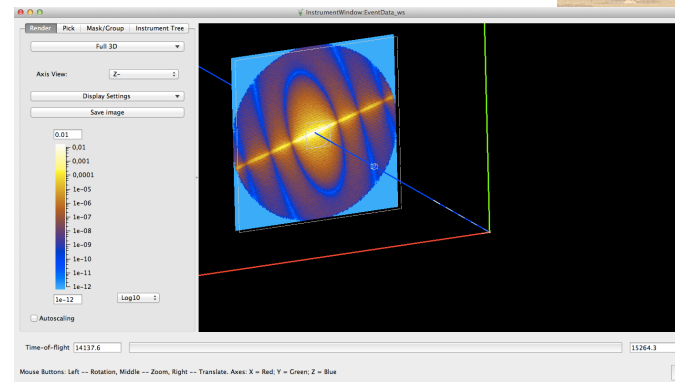 InstrumentWindow:EventData_ws
Render Pick Mask/Group Instrument Tree
Full 3D
Axis View: Z-
Display Settings
Save image
0.01
0,01
0,001
0,0001
1e-05
1e-06
1e-07
1e-08
1e-09
1e-10
1e-11
1e-12
1e-12 Log10
Autoscaling
Time-of-flight 14137.6 15264.3
Mouse Buttons: Left -- Rotation, Middle -- Zoom, Right -- Translate. Axes: X = Red; Y = Green; Z = Blue